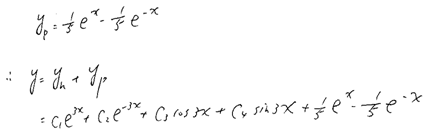 y_p = 1/5 e^x - 1/5 e^{-x}
∴ y = y_h + y_p
= c_1 e^{3x} + c_2 e^{-3x} + c_3 cos 3x + c_4 sin 3x + 1/5 e^x - 1/5 e^{-x}